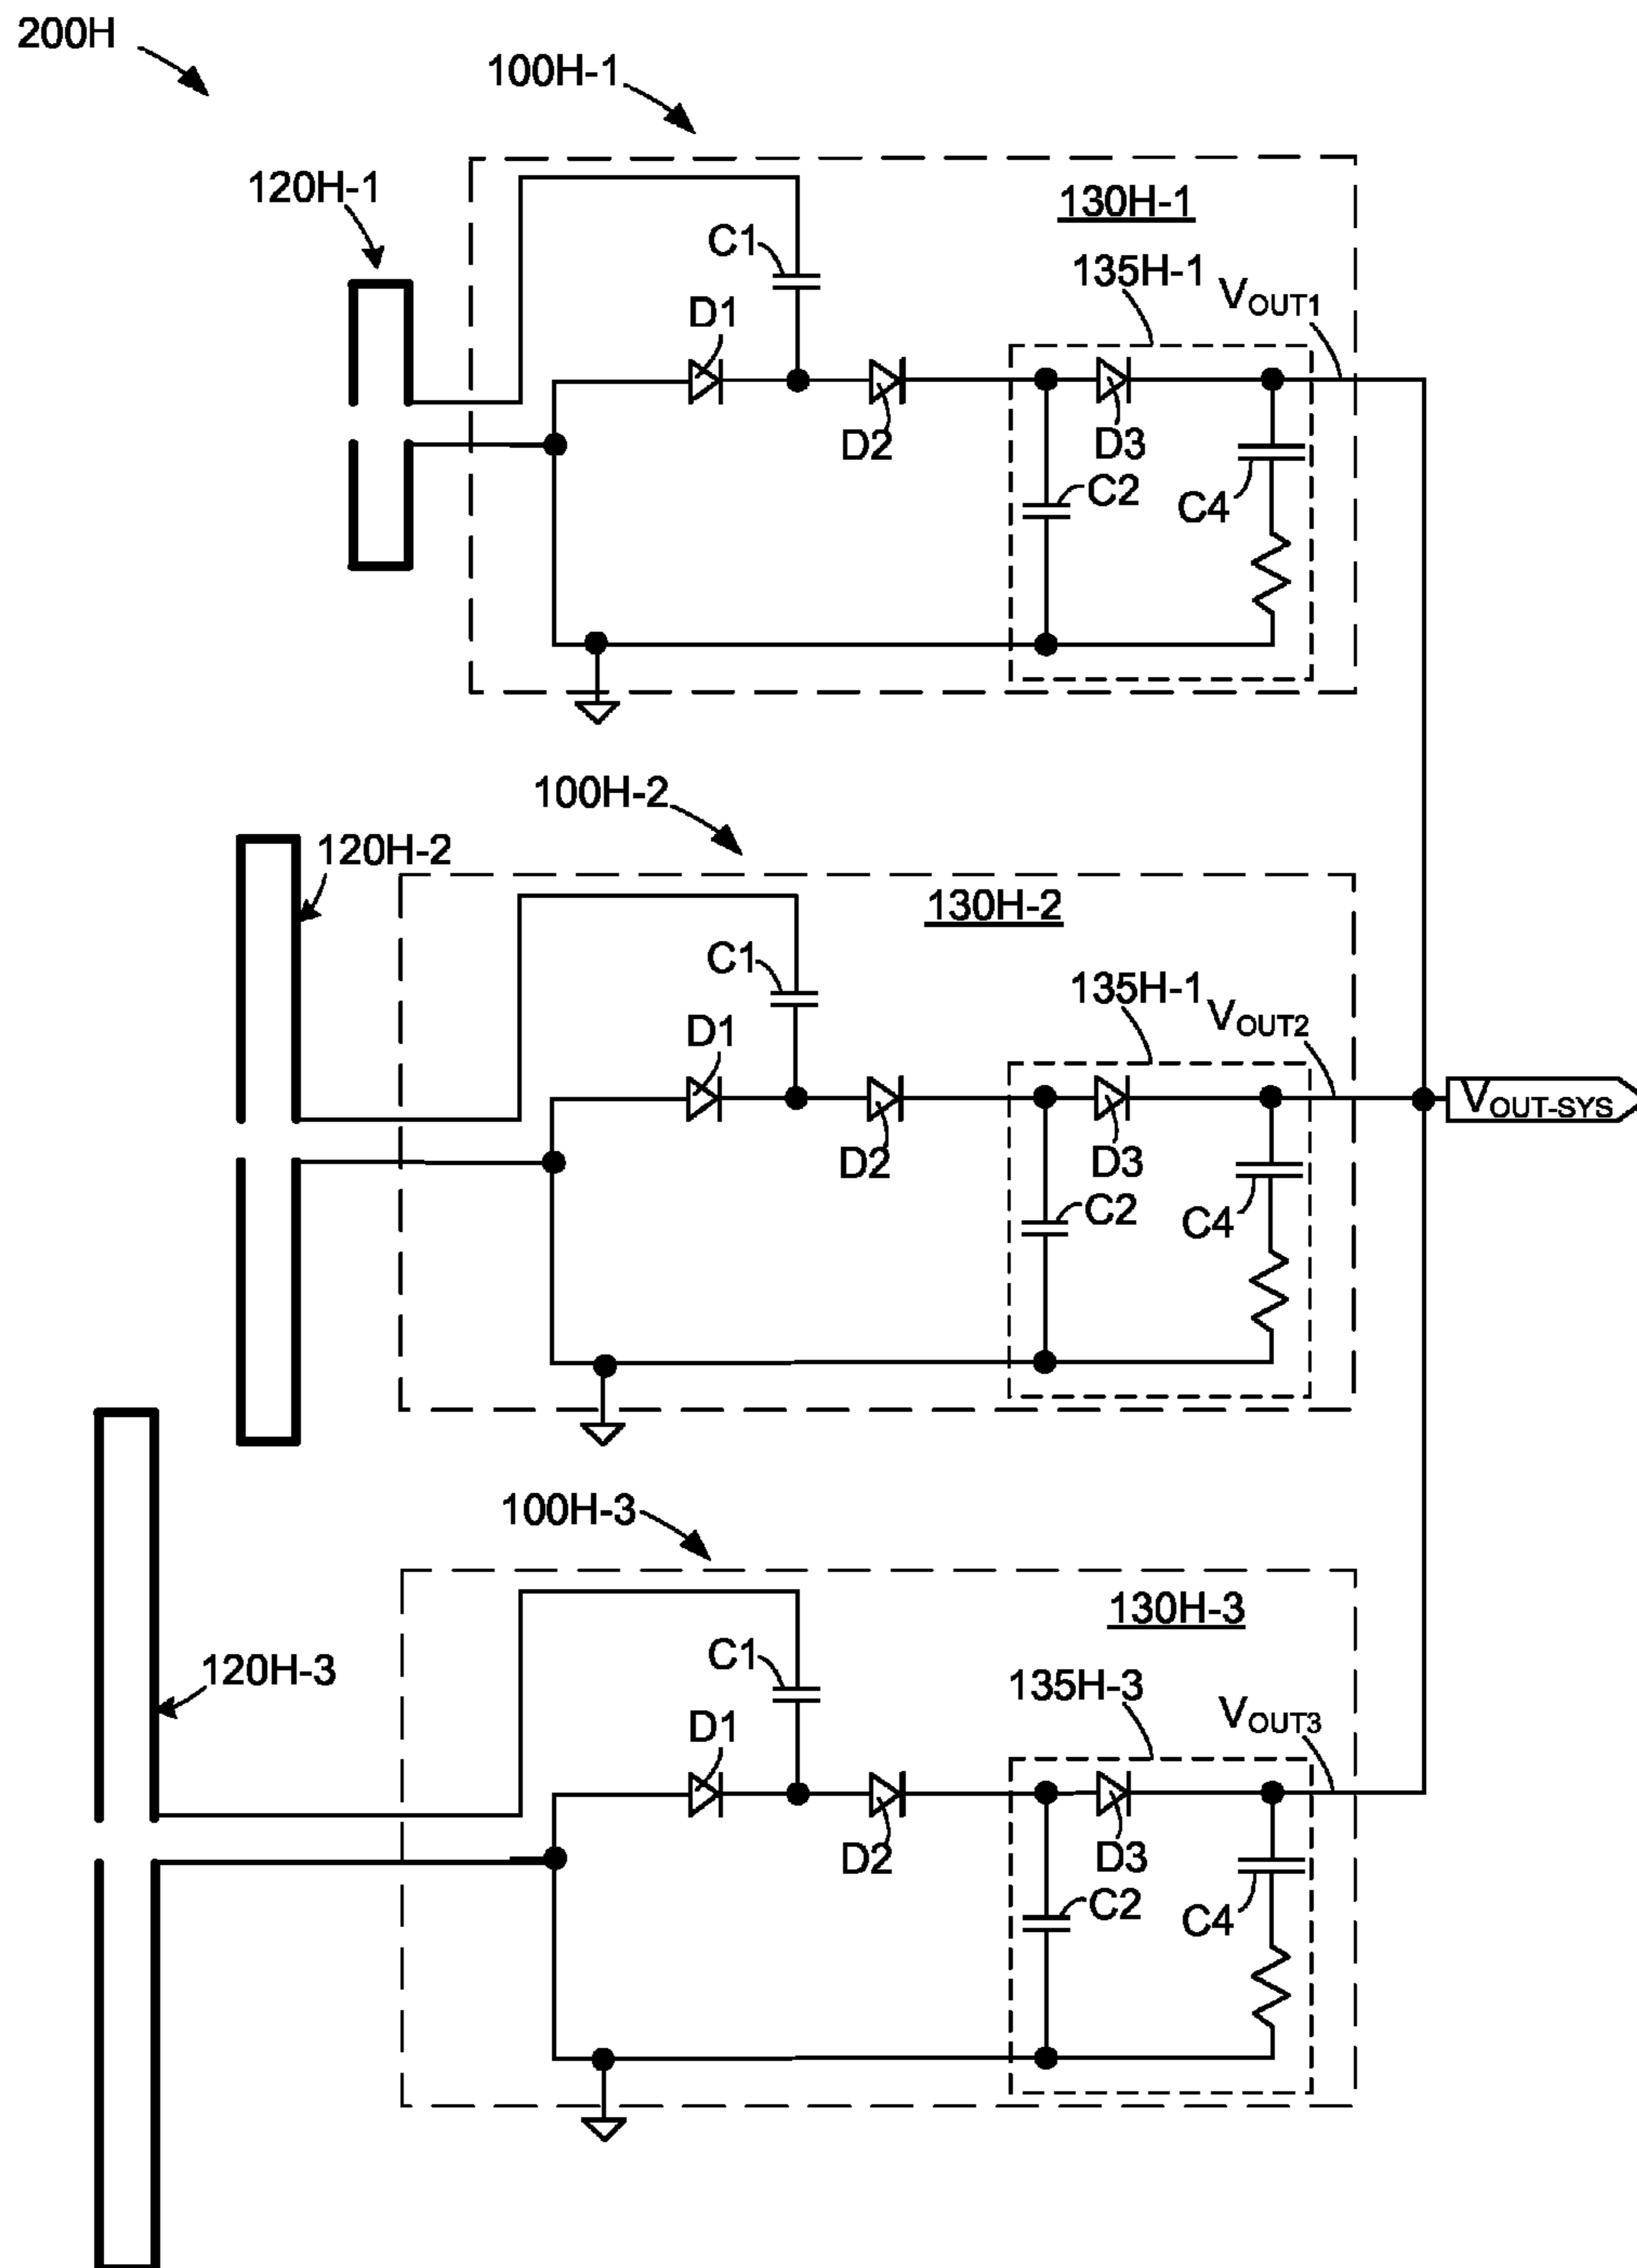 200H
100H-1
120H-1
130H-1
C1
135H-1
VOUT1
D1
D2
D3
C2
C4
100H-2
120H-2
130H-2
C1
135H-1
VOUT2
D1
VOUT-SYS
D2
D3
C2
C4
100H-3
130H-3
120H-3
C1
135H-3
VOUT3
D1
D2
D3
C2
C4